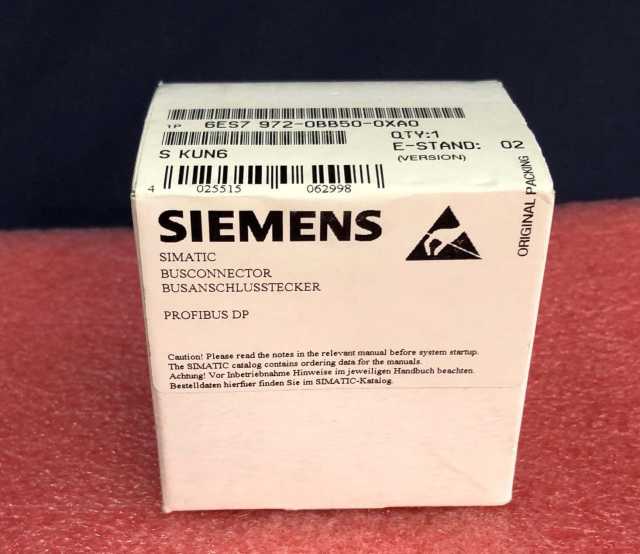 1P 6ES7 972-0BB50-0XA0
QTY:1
S KUN6
E-STAND: 02
(VERSION)
4 025515 062998
ORIGINAL PACKING
SIEMENS
SIMATIC
BUSCONNECTOR
BUSANSCHLUSSTECKER
PROFIBUS DP
Caution! Please read the notes in the relevant manual before system startup.
The SIMATIC catalog contains ordering data for the manuals.
Achtung! Vor Inbetriebnahme Hinweise im jeweiligen Handbuch beachten.
Bestelldaten hierfuer finden Sie im SIMATIC-Katalog.